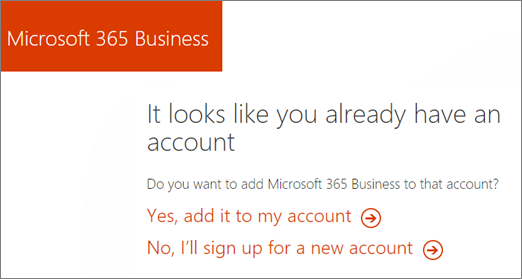 Microsoft 365 Business
It looks like you already have an
account
Do you want to add Microsoft 365 Business to that account?
Yes, add it to my account
No, I'll sign up for a new account